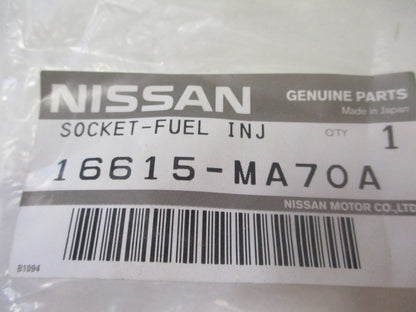 NISSAN GENUINE PARTS
Made in Japan
SOCKET-FUEL INJ QTY 1
16615-MA70A
NISSAN MOTOR CO.,LTD
B1094